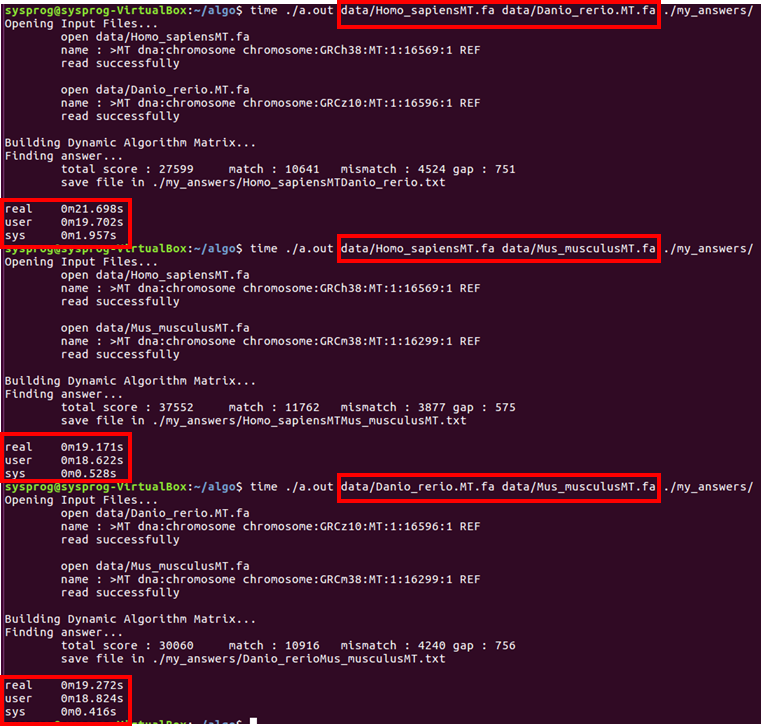 sysprog@sysprog-VirtualBox:~/algo$ time ./a.out data/Homo_sapiensMT.fa data/Danio_rerio.MT.fa ./my_answers/
Opening Input Files...
open data/Homo_sapiensMT.fa
name : >MT dna:chromosome chromosome:GRCh38:MT:1:16569:1 REF
read successfully
open data/Danio_rerio.MT.fa
name : >MT dna:chromosome chromosome:GRCz10:MT:1:16596:1 REF
read successfully
Building Dynamic Algorithm Matrix...
Finding answer...
total score : 27599 match : 10641 mismatch : 4524 gap : 751
save file in ./my_answers/Homo_sapiensMTDanio_rerio.txt
real 0m21.698s
user 0m19.702s
sys 0m1.957s
sysprog@sysprog-VirtualBox:~/algo$ time ./a.out data/Homo_sapiensMT.fa data/Mus_musculusMT.fa ./my_answers/
Opening Input Files...
open data/Homo_sapiensMT.fa
name : >MT dna:chromosome chromosome:GRCh38:MT:1:16569:1 REF
read successfully
open data/Mus_musculusMT.fa
name : >MT dna:chromosome chromosome:GRCm38:MT:1:16299:1 REF
read successfully
Building Dynamic Algorithm Matrix...
Finding answer...
total score : 37552 match : 11762 mismatch : 3877 gap : 575
save file in ./my_answers/Homo_sapiensMTMus_musculusMT.txt
real 0m19.171s
user 0m18.622s
sys 0m0.528s
sysprog@sysprog-VirtualBox:~/algo$ time ./a.out data/Danio_rerio.MT.fa data/Mus_musculusMT.fa ./my_answers/
Opening Input Files...
open data/Danio_rerio.MT.fa
name : >MT dna:chromosome chromosome:GRCz10:MT:1:16596:1 REF
read successfully
open data/Mus_musculusMT.fa
name : >MT dna:chromosome chromosome:GRCm38:MT:1:16299:1 REF
read successfully
Building Dynamic Algorithm Matrix...
Finding answer...
total score : 30060 match : 10916 mismatch : 4240 gap : 756
save file in ./my_answers/Danio_rerioMus_musculusMT.txt
real 0m19.272s
user 0m18.824s
sys 0m0.416s